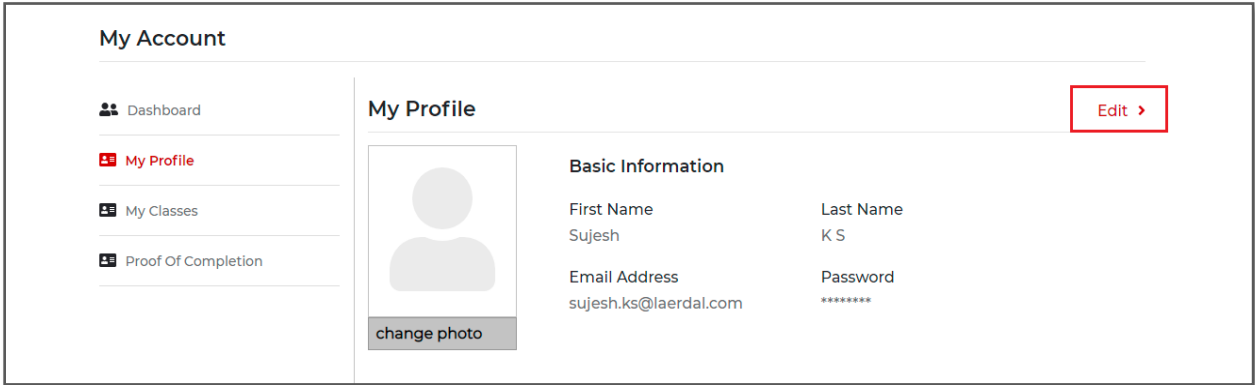 My Account
Dashboard
My Profile
My Classes
Proof Of Completion
My Profile
Edit
change photo
Basic Information
First Name Last Name
Sujesh K S
Email Address Password
sujesh.ks@laerdal.com ********